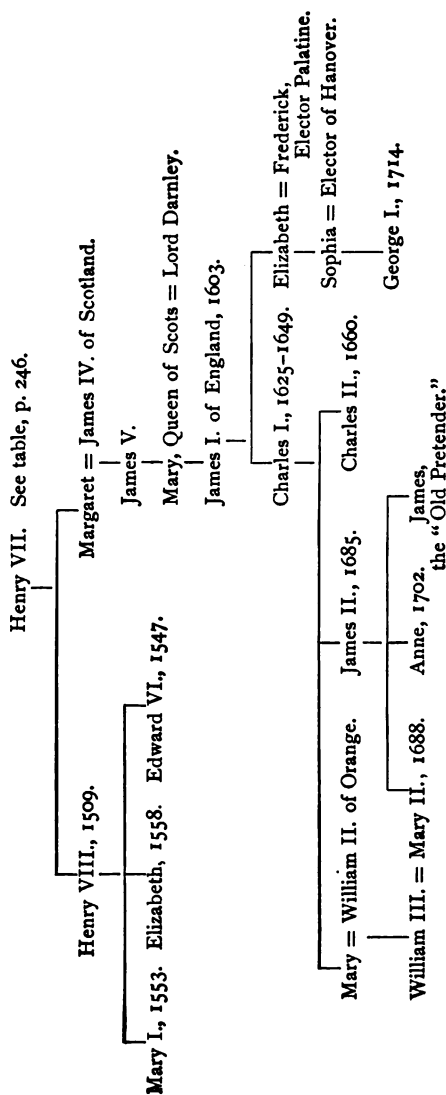 Henry VII. See table, p. 246.
Henry VIII., 1509. Margaret = James IV. of Scotland.
James V.
Mary I., 1553. Elizabeth, 1558. Edward VI., 1547. Mary, Queen of Scots = Lord Darnley.
James I. of England, 1603.
Charles I., 1625–1649. Elizabeth = Frederick,
Elector Palatine.
Mary = William II. of Orange. James II., 1685. Charles II., 1660. Sophia = Elector of Hanover.
William III. = Mary II., 1688. Anne, 1702. James, George I., 1714.
the "Old Pretender."